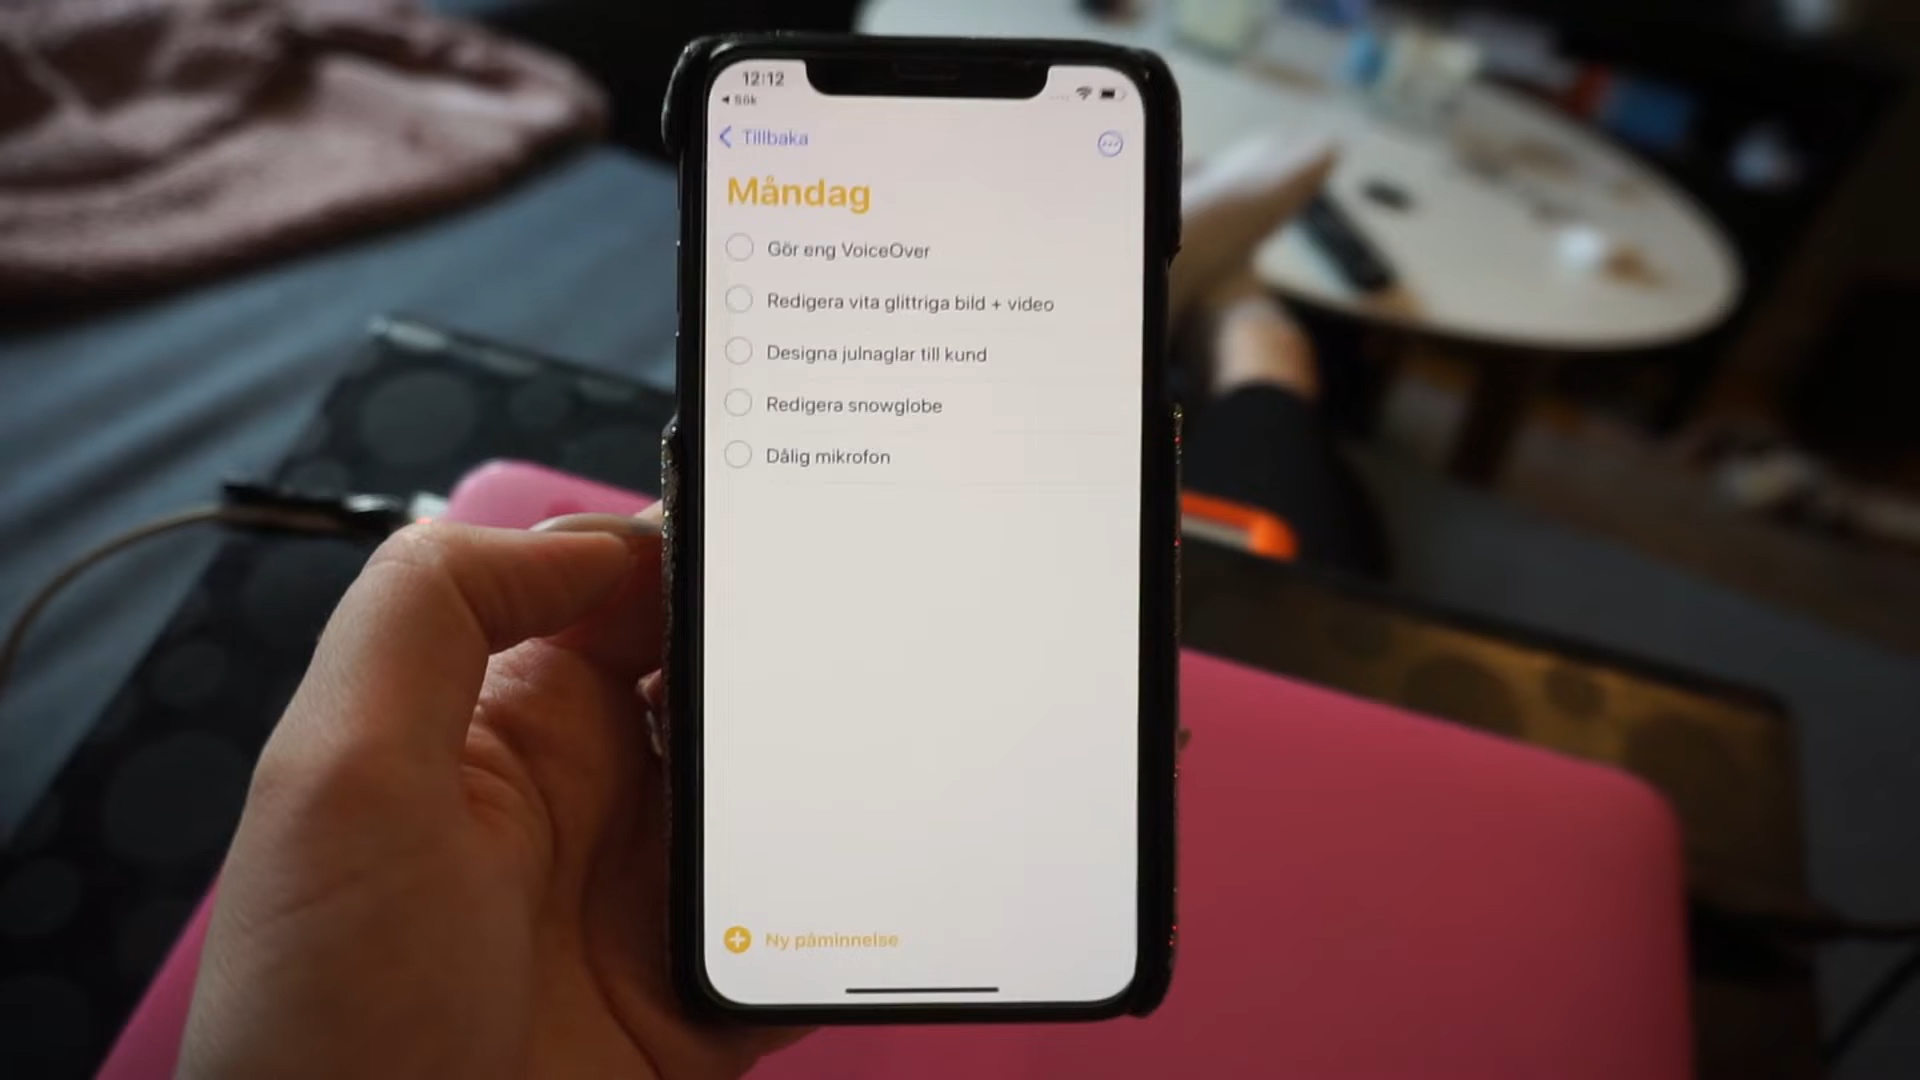 12:12
Sök
Tillbaka
Måndag
Gör eng VoiceOver
Redigera vita glittriga bild + video
Designa julnaglar till kund
Redigera snowglobe
Dålig mikrofon
Ny påminnelse